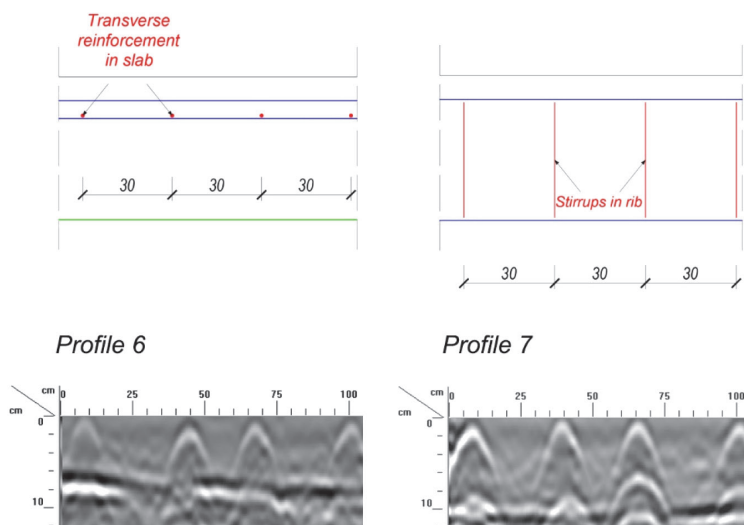 Transverse
reinforcement
in slab
30 30 30
Stirrups in rib
30 30 30
Profile 6
cm 0 25 50 75 100
cm
0
10
Profile 7
cm 0 25 50 75 100
cm
0
10